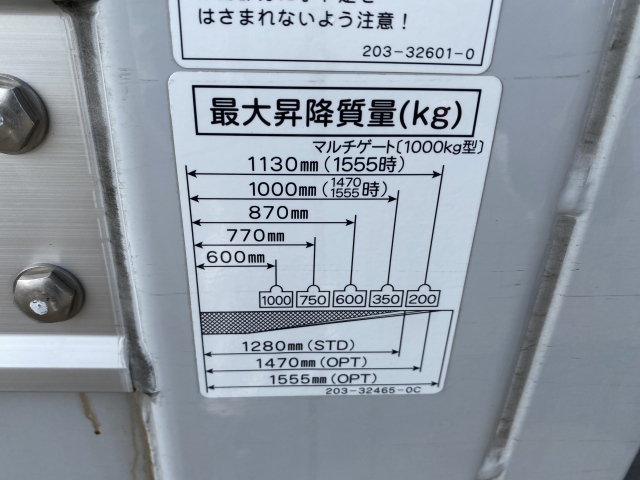 はさまれないよう注意！
203-32601-0
最大昇降質量(kg)
マルチゲート〔1000kg型〕
1130mm (1555時)
1000mm (1470 1555時)
870mm
770mm
600mm
1000 750 600 350 200
1280mm (STD)
1470mm (OPT)
1555mm (OPT)
203-32465-0C